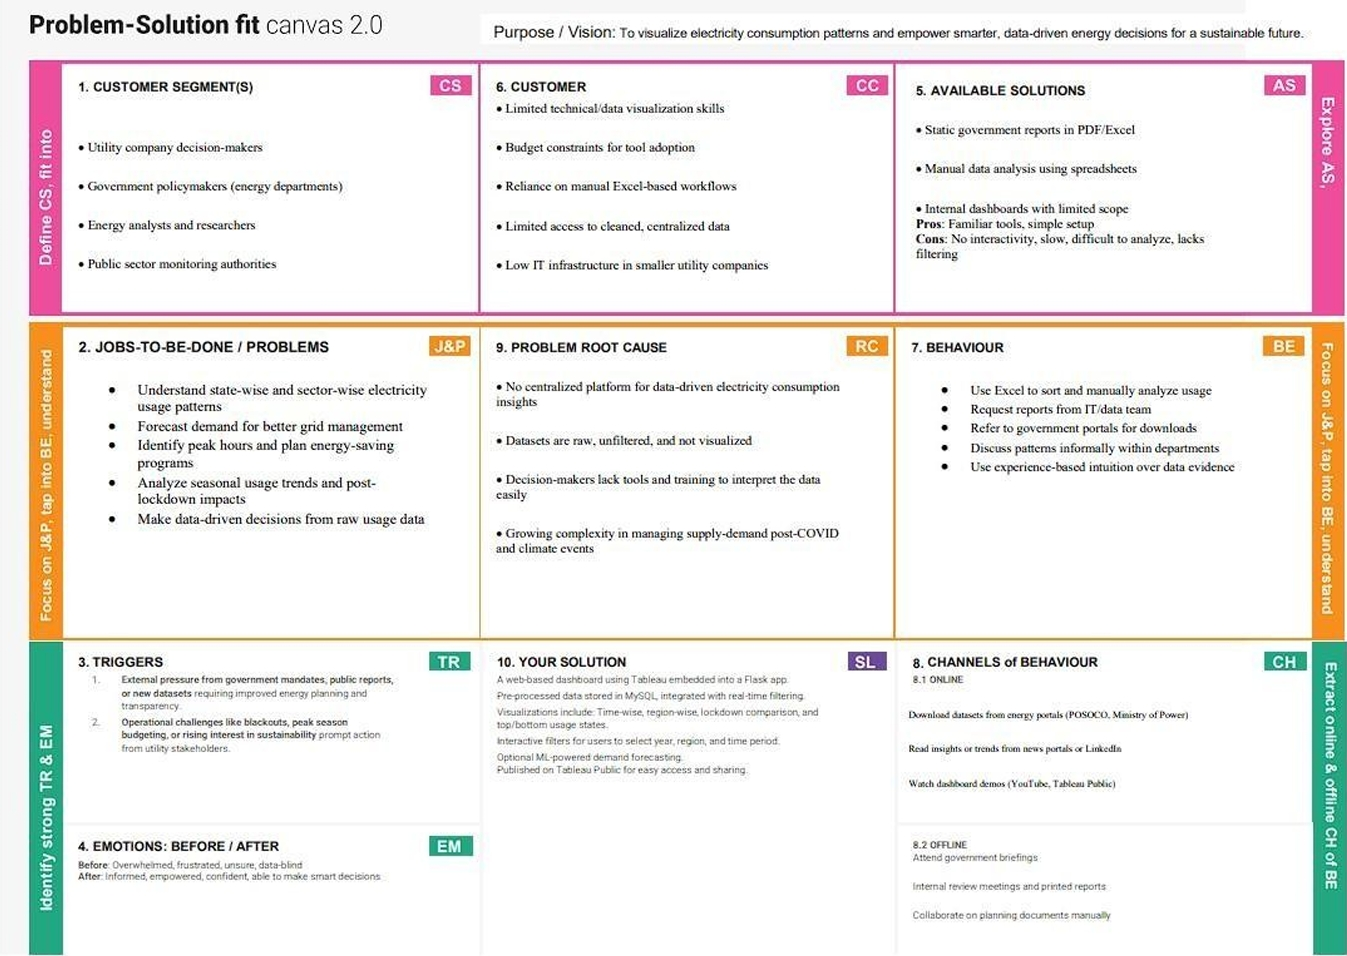 Problem-Solution fit canvas 2.0
Purpose / Vision: To visualize electricity consumption patterns and empower smarter, data-driven energy decisions for a sustainable future.
Define CS, fit into
1. CUSTOMER SEGMENT(S)
CS
• Utility company decision-makers
• Government policymakers (energy departments)
• Energy analysts and researchers
• Public sector monitoring authorities
6. CUSTOMER
CC
• Limited technical/data visualization skills
• Budget constraints for tool adoption
• Reliance on manual Excel-based workflows
• Limited access to cleaned, centralized data
• Low IT infrastructure in smaller utility companies
5. AVAILABLE SOLUTIONS
AS
• Static government reports in PDF/Excel
• Manual data analysis using spreadsheets
• Internal dashboards with limited scope
Pros: Familiar tools, simple setup
Cons: No interactivity, slow, difficult to analyze, lacks
filtering
Explore AS,
Focus on J&P, tap into BE, understand
2. JOBS-TO-BE-DONE / PROBLEMS
J&P
• Understand state-wise and sector-wise electricity
usage patterns
• Forecast demand for better grid management
• Identify peak hours and plan energy-saving
programs
• Analyze seasonal usage trends and post-
lockdown impacts
• Make data-driven decisions from raw usage data
9. PROBLEM ROOT CAUSE
RC
• No centralized platform for data-driven electricity consumption
insights
• Datasets are raw, unfiltered, and not visualized
• Decision-makers lack tools and training to interpret the data
easily
• Growing complexity in managing supply-demand post-COVID
and climate events
7. BEHAVIOUR
BE
• Use Excel to sort and manually analyze usage
• Request reports from IT/data team
• Refer to government portals for downloads
• Discuss patterns informally within departments
• Use experience-based intuition over data evidence
Focus on J&P, tap into BE, understand
Identify strong TR & EM
3. TRIGGERS
TR
1. External pressure from government mandates, public reports,
or new datasets requiring improved energy planning and
transparency.
2. Operational challenges like blackouts, peak season
budgeting, or rising interest in sustainability prompt action
from utility stakeholders.
4. EMOTIONS: BEFORE / AFTER
EM
Before: Overwhelmed, frustrated, unsure, data-blind
After: Informed, empowered, confident, able to make smart decisions
10. YOUR SOLUTION
SL
A web-based dashboard using Tableau embedded into a Flask app.
Pre-processed data stored in MySQL, integrated with real-time filtering.
Visualizations include: Time-wise, region-wise, lockdown comparison, and
top/bottom usage states.
Interactive filters for users to select year, region, and time period.
Optional ML-powered demand forecasting.
Published on Tableau Public for easy access and sharing.
8. CHANNELS of BEHAVIOUR
CH
8.1 ONLINE
Download datasets from energy portals (POSOCO, Ministry of Power)
Read insights or trends from news portals or LinkedIn
Watch dashboard demos (YouTube, Tableau Public)
8.2 OFFLINE
Attend government briefings
Internal review meetings and printed reports
Collaborate on planning documents manually
Extract online & offline CH of BE